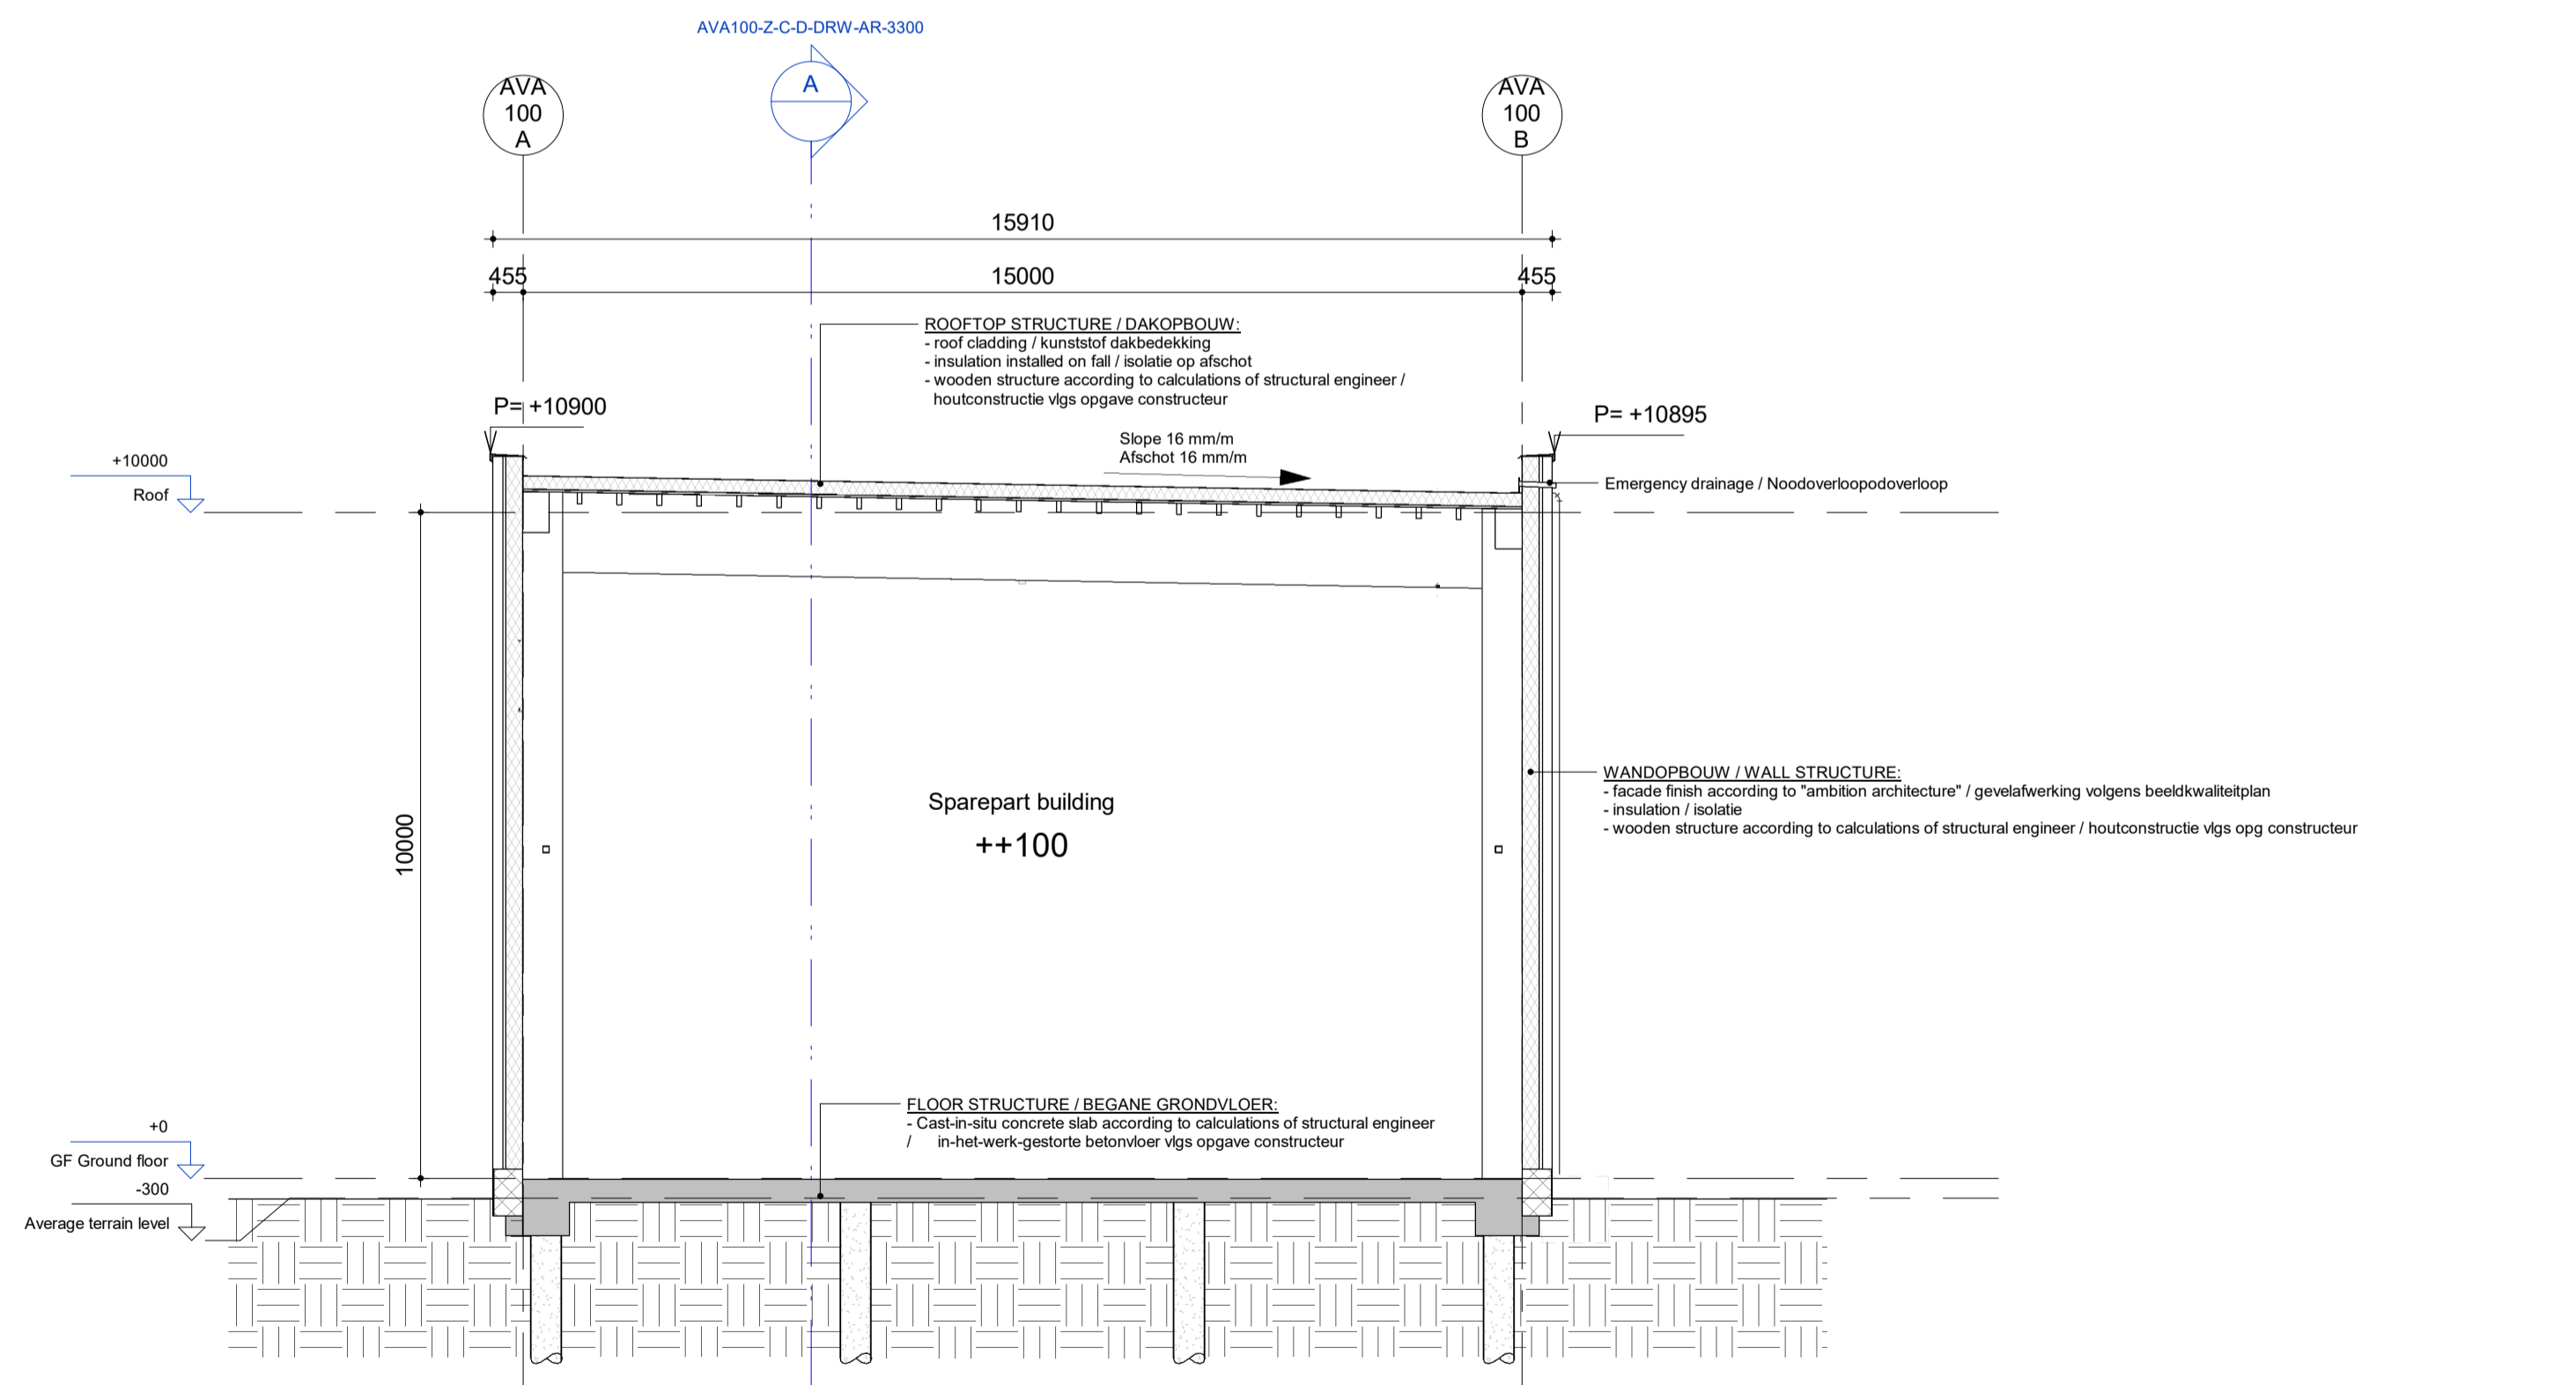 AVA100-Z-C-D-DRW-AR-3300
AVA
100
A
A
AVA
100
B
15910
455
15000
455
ROOFTOP STRUCTURE / DAKOPBOUW:
- roof cladding / kunststof dakbedekking
- insulation installed on fall / isolatie op afschot
- wooden structure according to calculations of structural engineer /
houtconstructie vlgs opgave constructeur
P= +10900
P= +10895
Slope 16 mm/m
Afschot 16 mm/m
+10000
Roof
Emergency drainage / Noodoverloopodoverloop
WANDOPBOUW / WALL STRUCTURE:
- facade finish according to "ambition architecture" / gevelafwerking volgens beeldkwaliteitplan
- insulation / isolatie
- wooden structure according to calculations of structural engineer / houtconstructie vlgs opg constructeur
Sparepart building
++100
10000
FLOOR STRUCTURE / BEGANE GRONDVLOER:
- Cast-in-situ concrete slab according to calculations of structural engineer
/ in-het-werk-gestorte betonvloer vlgs opgave constructeur
+0
GF Ground floor
-300
Average terrain level